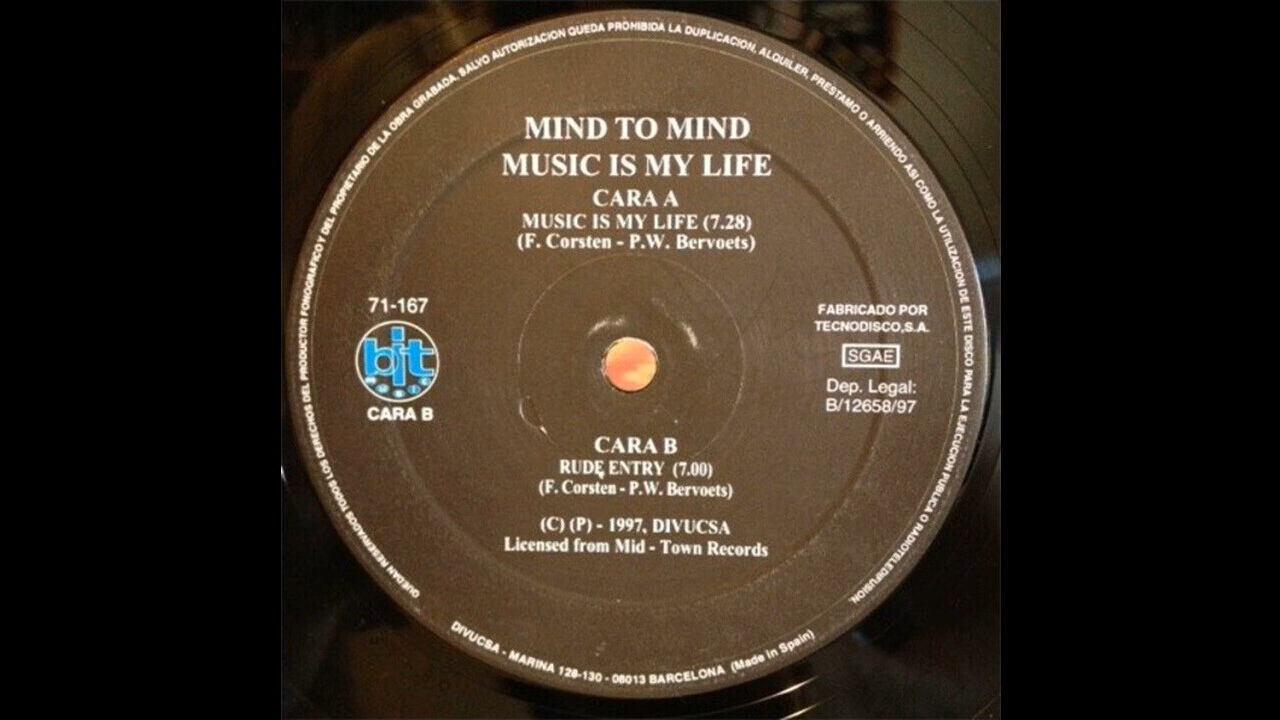 QUEDAN RESERVADOS TODOS LOS DERECHOS DEL PRODUCTOR FONOGRAFICO Y DEL PROPIETARIO DE LA OBRA GRABADA. SALVO AUTORIZACION QUEDA PROHIBIDA LA DUPLICACION, ALQUILER, PRESTAMO O ARRIENDO ASI COMO LA UTILIZACION DE ESTE DISCO PARA LA EJECUCION PUBLICA O RADIOTELEDIFUSION.
MIND TO MIND
MUSIC IS MY LIFE
CARA A
MUSIC IS MY LIFE (7.28)
(F. Corsten - P.W. Bervoets)
71-167
bit
MUSIC
CARA B
FABRICADO POR
TECNODISCO,S.A.
SGAE
Dep. Legal:
B/12658/97
CARA B
RUDE ENTRY (7.00)
(F. Corsten - P.W. Bervoets)
(C) (P) - 1997, DIVUCSA
Licensed from Mid - Town Records
DIVUCSA - MARINA 128-130 - 08013 BARCELONA (Made in Spain)